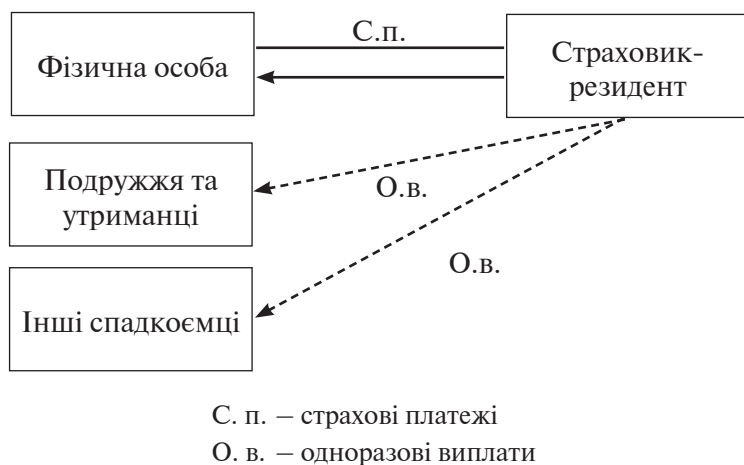 Фізична особа
С.п.
Страховик-
резидент
Подружжя та
утриманці
О.в.
О.в.
Інші спадкоємці
С. п. – страхові платежі
О. в. – одноразові виплати